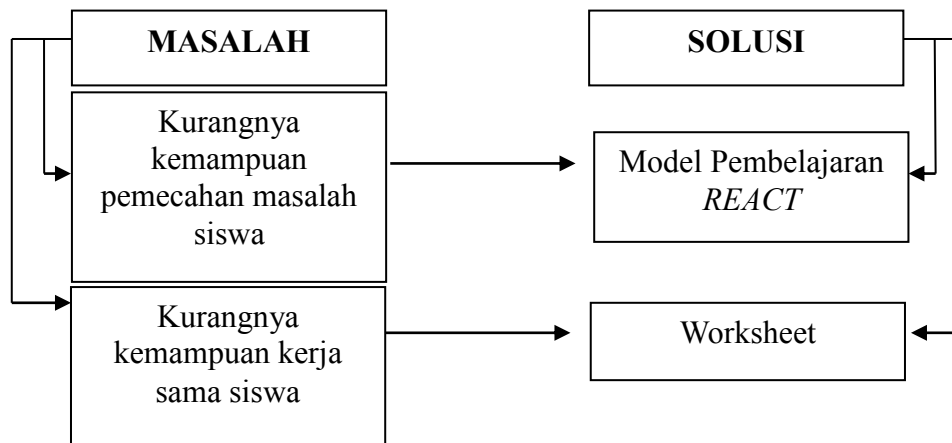 MASALAH
SOLUSI
Kurangnya
kemampuan
pemecahan masalah
siswa
Model Pembelajaran
REACT
Kurangnya
kemampuan kerja
sama siswa
Worksheet